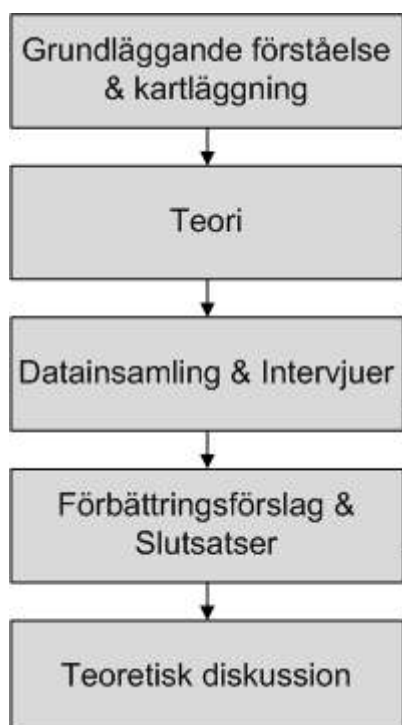 Grundläggande förståelse
& kartläggning
Teori
Datainsamling & Intervjuer
Förbättringsförslag &
Slutsatser
Teoretisk diskussion